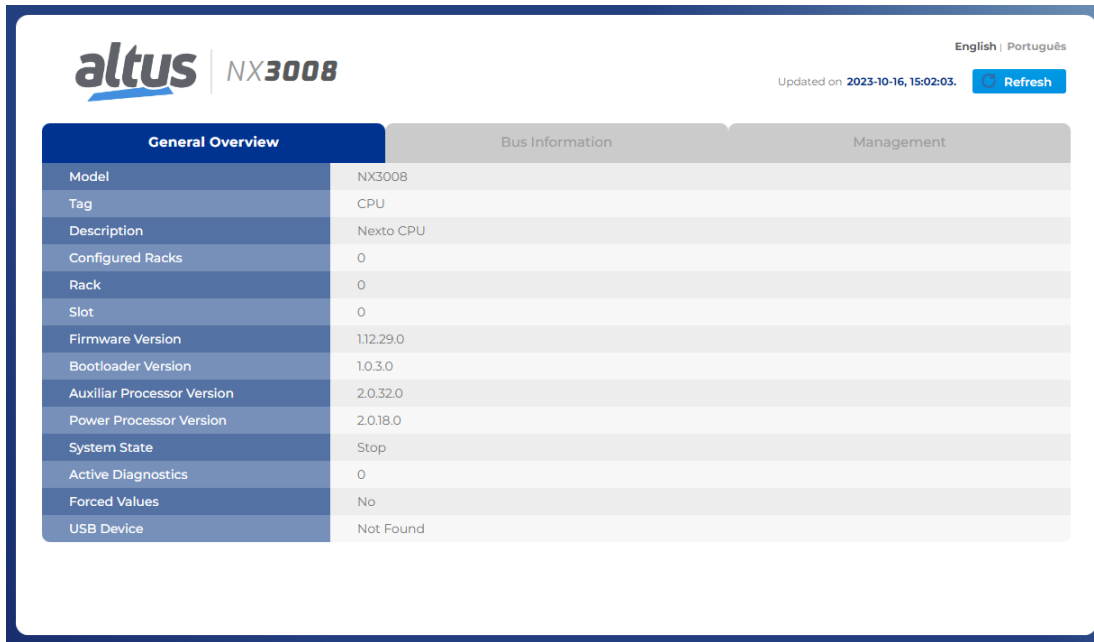 English | Português
altus NX3008
Updated on 2023-10-16, 15:02:03. Refresh
General Overview Bus Information Management
Model NX3008
Tag CPU
Description Nexto CPU
Configured Racks 0
Rack 0
Slot 0
Firmware Version 1.12.29.0
Bootloader Version 1.0.3.0
Auxiliar Processor Version 2.0.32.0
Power Processor Version 2.0.18.0
System State Stop
Active Diagnostics 0
Forced Values No
USB Device Not Found